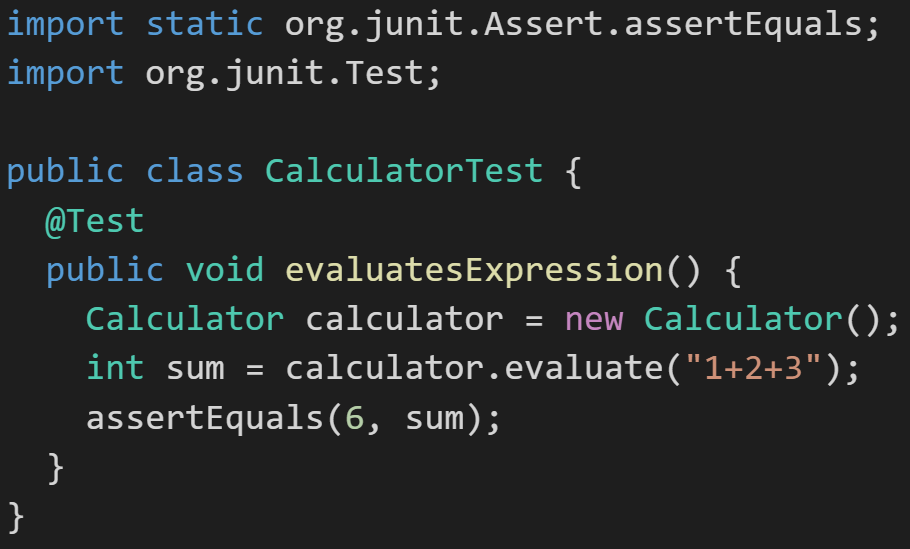 import static org.junit.Assert.assertEquals;
import org.junit.Test;

public class CalculatorTest {
  @Test
  public void evaluatesExpression() {
    Calculator calculator = new Calculator();
    int sum = calculator.evaluate("1+2+3");
    assertEquals(6, sum);
  }
}